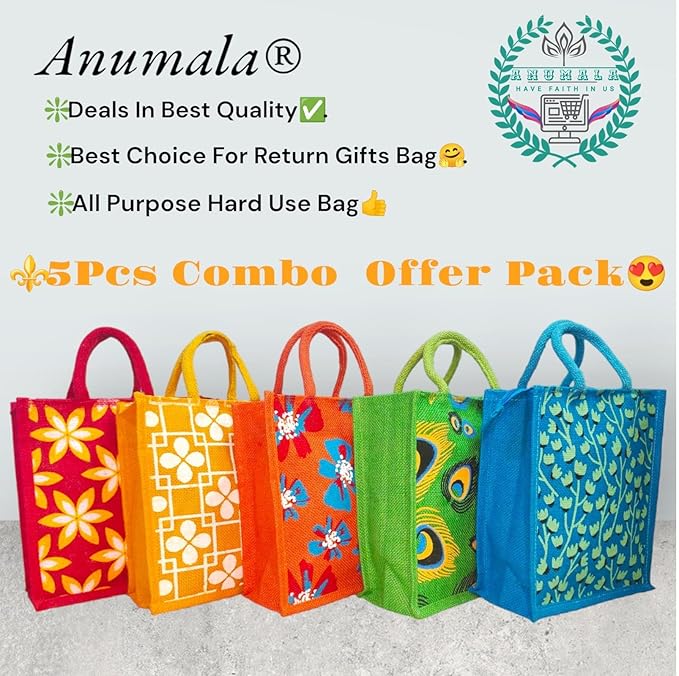 Anumala®
❇Deals In Best Quality✅.
❇Best Choice For Return Gifts Bag🤗.
❇All Purpose Hard Use Bag👍
ANUMALA
HAVE FAITH IN US
⚜5Pcs Combo Offer Pack😍